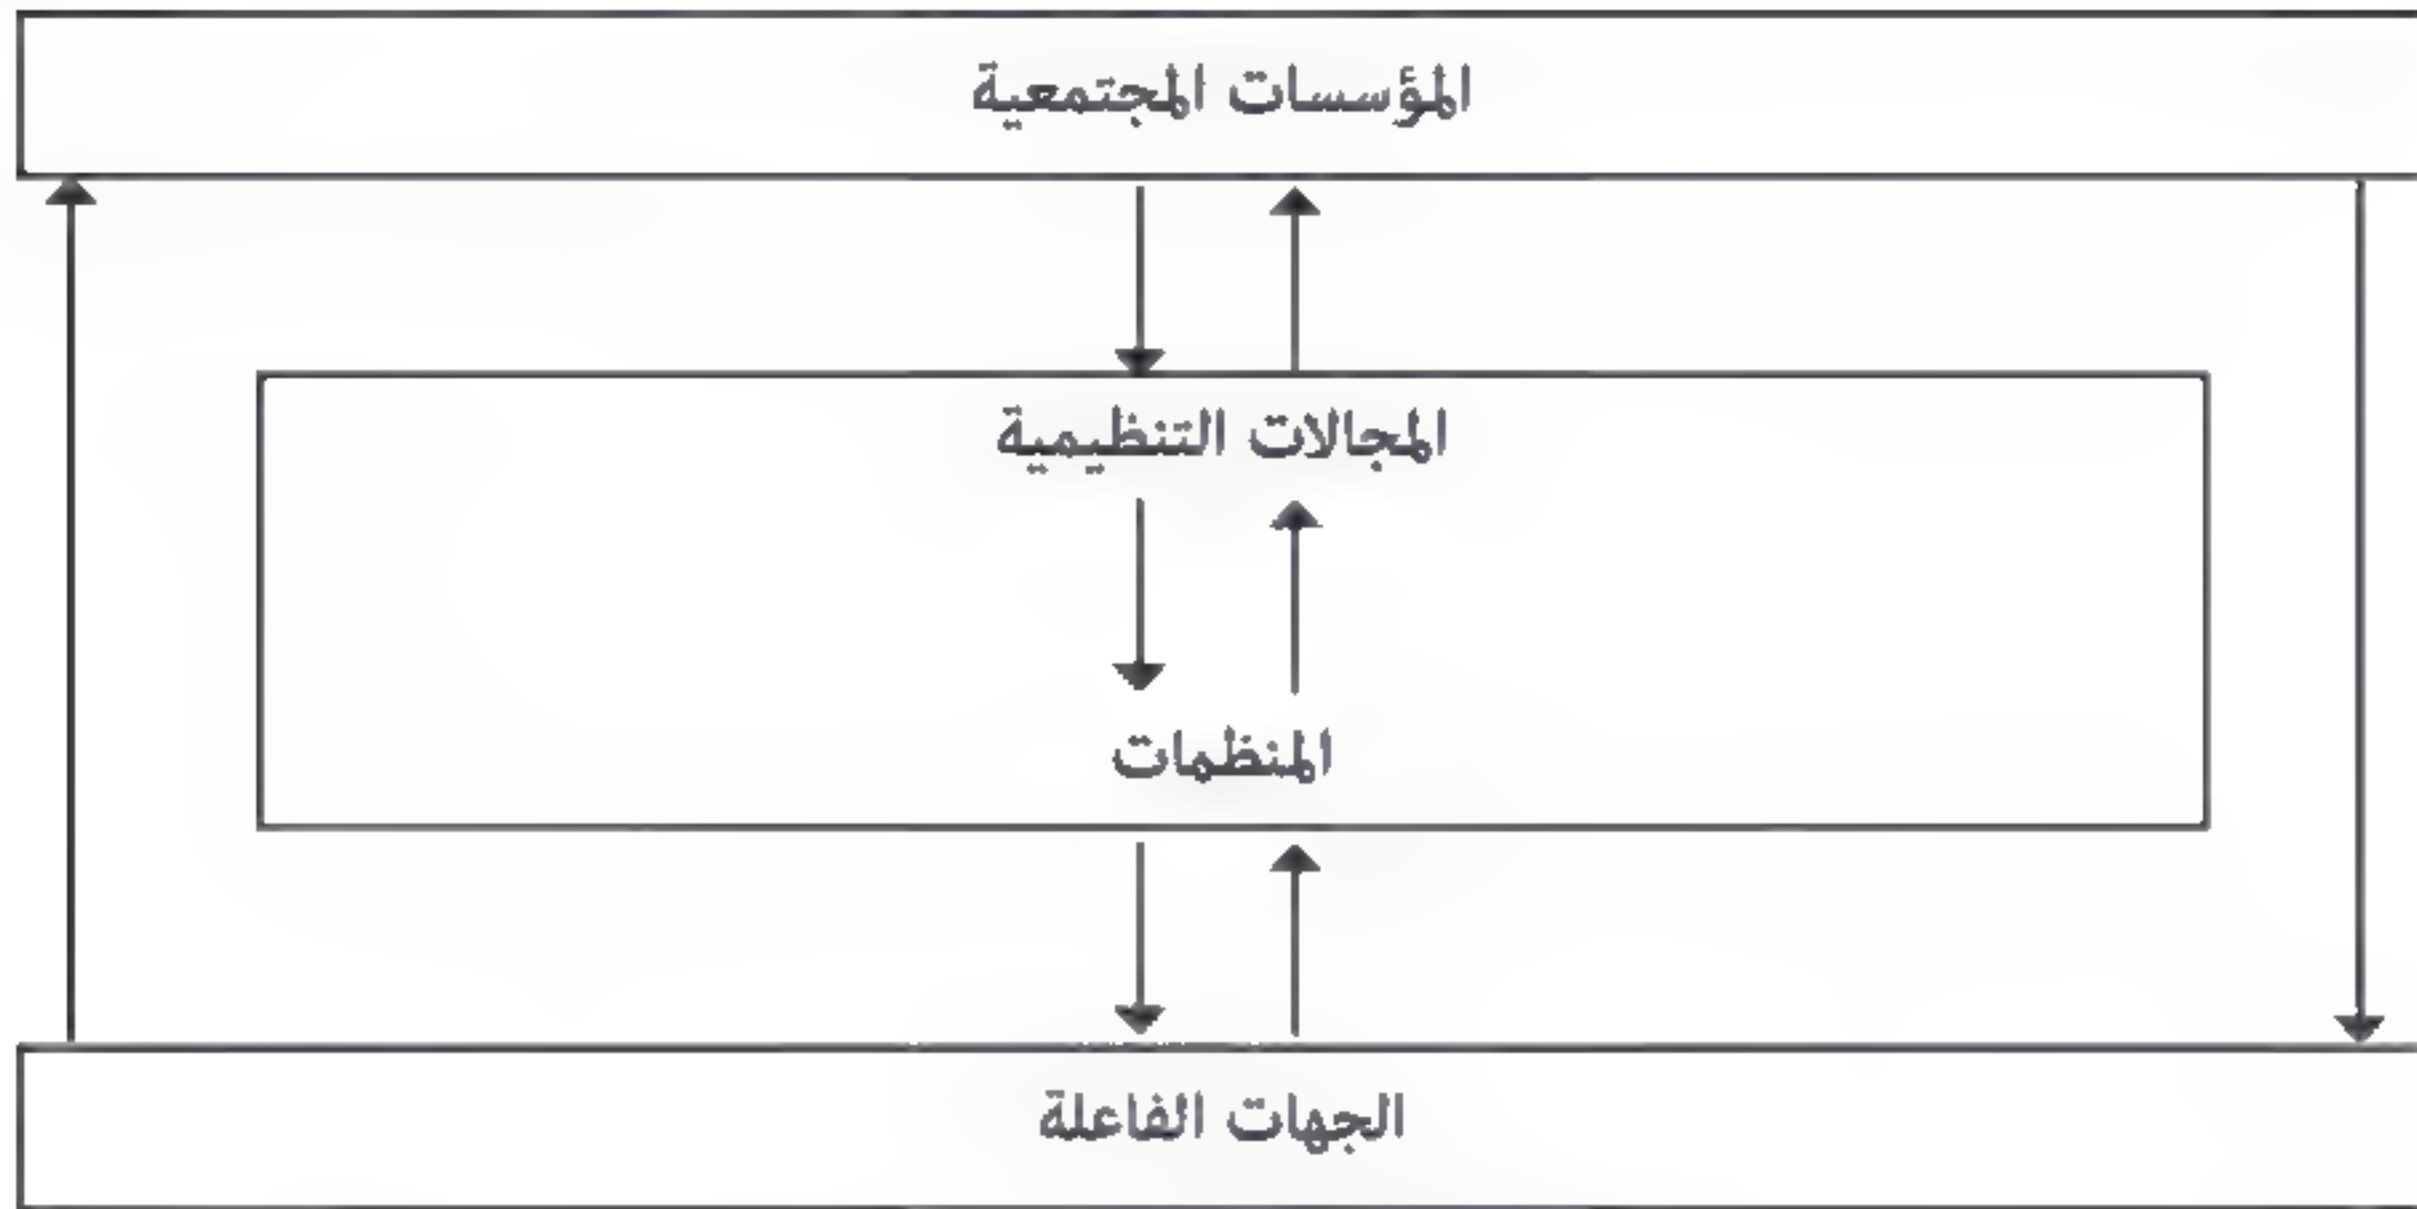 المؤسسات المجتمعية
المجالات التنظيمية
المنظمات
الجهات الفاعلة